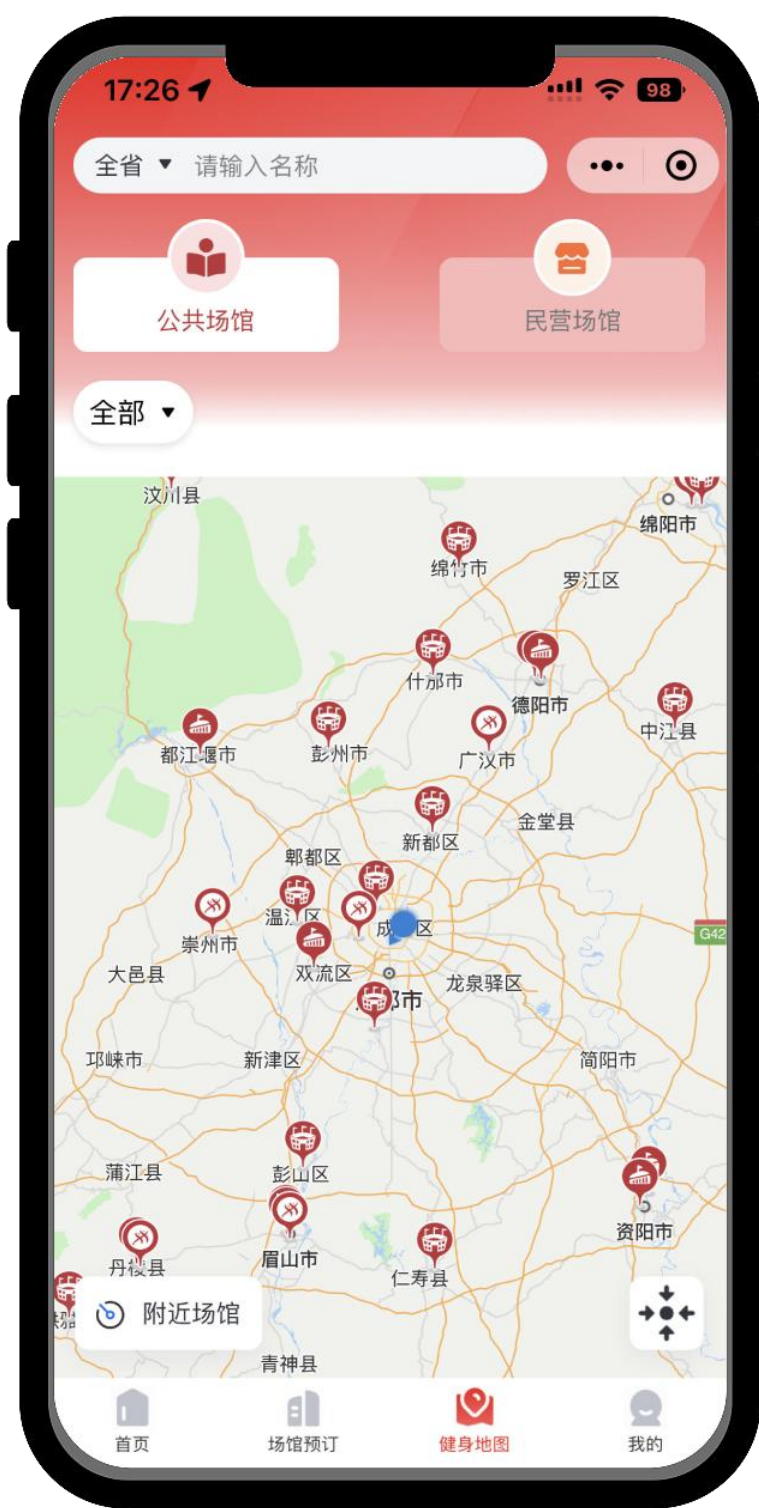 17:26
98
全省 ▼ 请输入名称
公共场馆
民营场馆
全部 ▼
汶川县
绵阳市
绵竹市
罗江区
什邡市
德阳市
都江堰市
彭州市
广汉市
中江县
金堂县
新都区
郫都区
温江区
崇州市
成 区
G42
大邑县
双流区
龙泉驿区
都市
邛崃市
新津区
简阳市
蒲江县
彭山区
资阳市
丹棱县
眉山市
仁寿县
附近场馆
青神县
首页
场馆预订
健身地图
我的